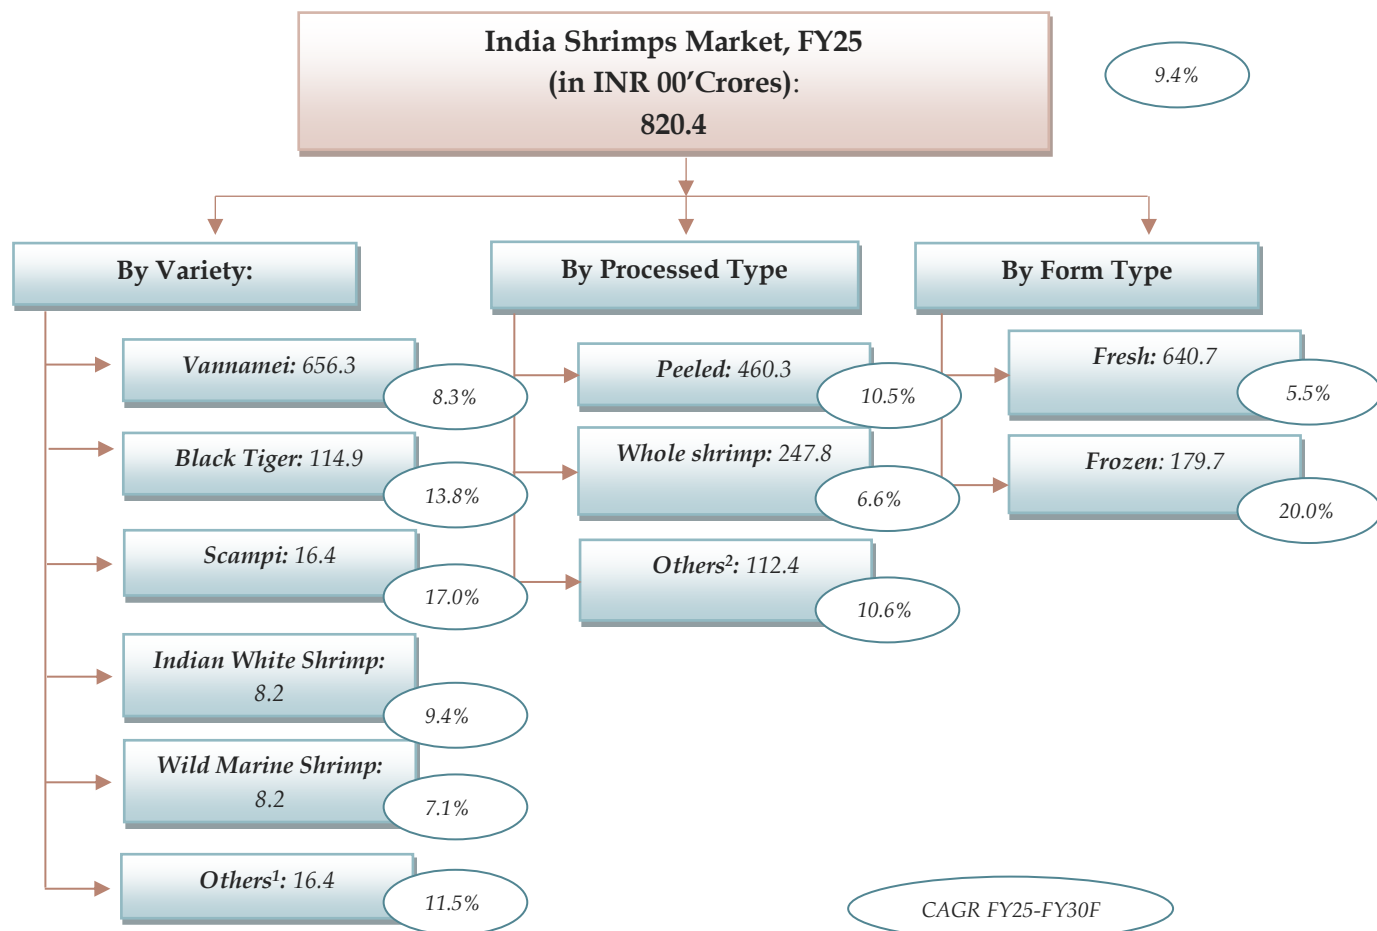 India Shrimps Market, FY25
(in INR 00’Crores):
820.4
9.4%
By Variety:
Vannamei: 656.3
8.3%
Black Tiger: 114.9
13.8%
Scampi: 16.4
17.0%
Indian White Shrimp:
8.2
9.4%
Wild Marine Shrimp:
8.2
7.1%
Others¹: 16.4
11.5%
By Processed Type
Peeled: 460.3
10.5%
Whole shrimp: 247.8
6.6%
Others²: 112.4
10.6%
By Form Type
Fresh: 640.7
5.5%
Frozen: 179.7
20.0%
CAGR FY25-FY30F